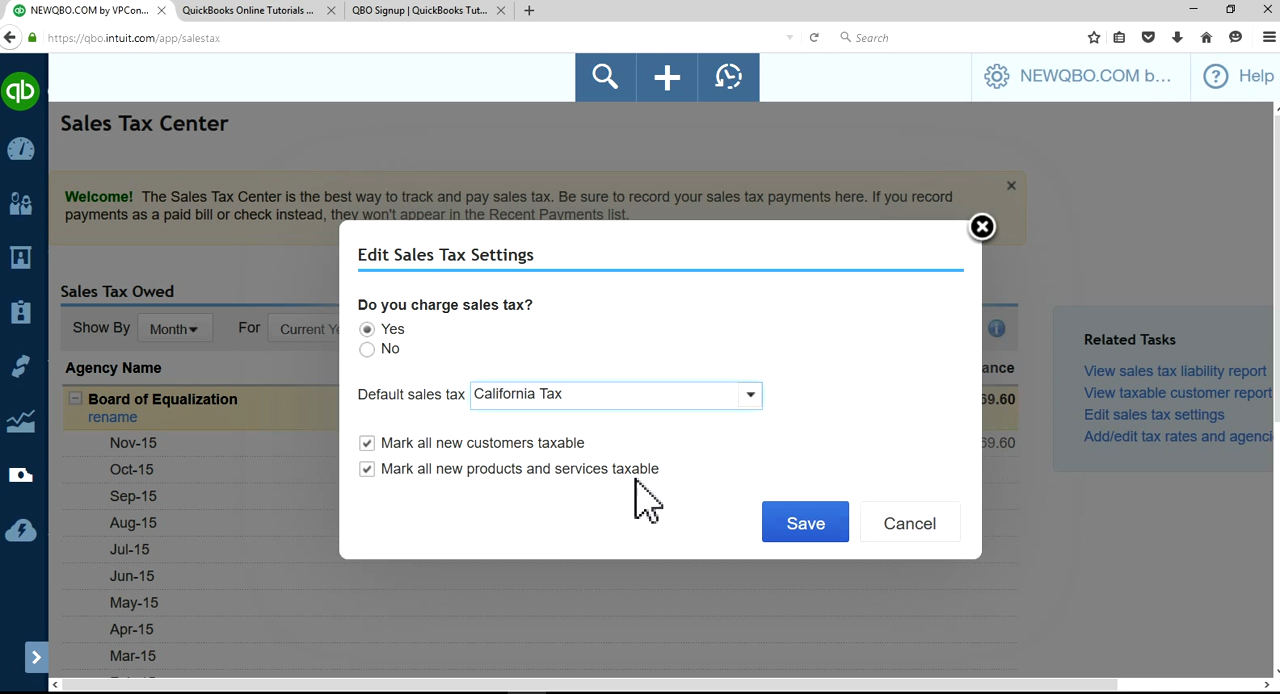 NEWQBO.COM by VPCon...
QuickBooks Online Tutorials ...
QBO Signup | QuickBooks Tut...
https://qbo.intuit.com/app/salestax
Search
qb
NEWQBO.COM b...
Help
Sales Tax Center
Welcome! The Sales Tax Center is the best way to track and pay sales tax. Be sure to record your sales tax payments here. If you record
payments as a paid bill or check instead, they won't appear in the Recent Payments list.
Edit Sales Tax Settings
Do you charge sales tax?
Yes
No
Default sales tax California Tax
Mark all new customers taxable
Mark all new products and services taxable
Save Cancel
Sales Tax Owed
Show By Month For Current Ye
Agency Name ance
Board of Equalization 69.60
rename
Nov-15 69.60
Oct-15
Sep-15
Aug-15
Jul-15
Jun-15
May-15
Apr-15
Mar-15
Related Tasks
View sales tax liability report
View taxable customer report
Edit sales tax settings
Add/edit tax rates and agenci